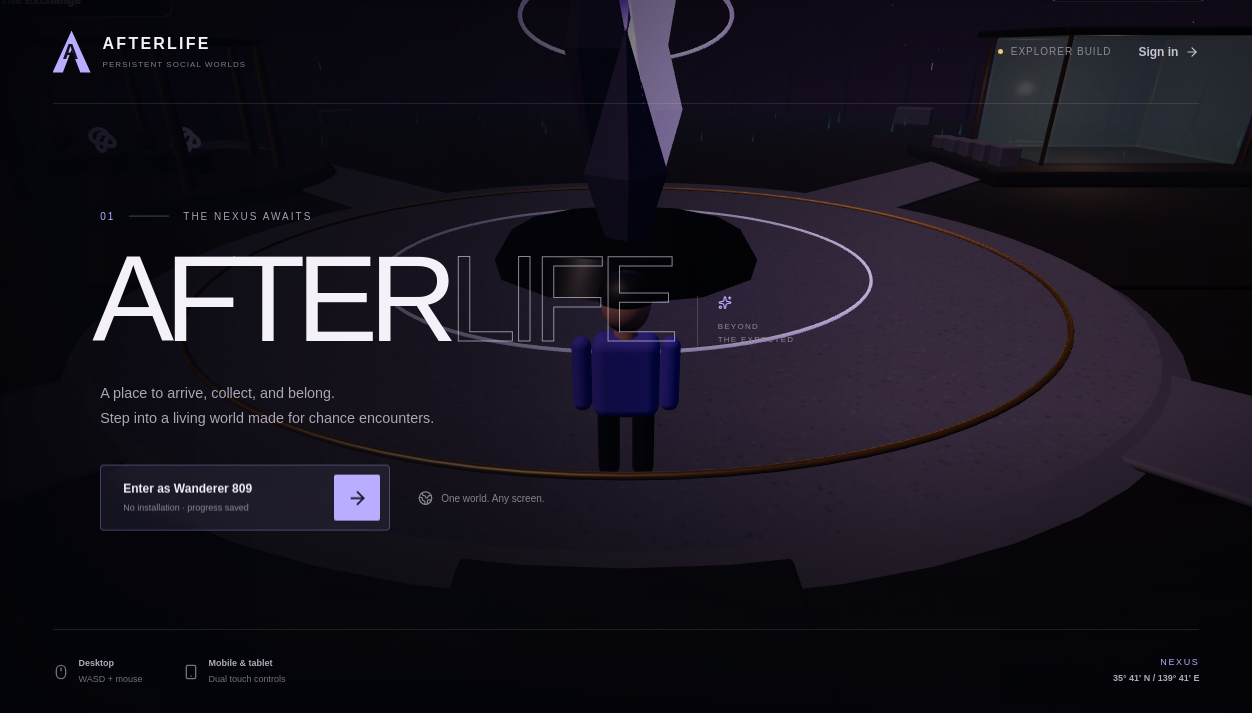 The Exchange
AFTERLIFE
PERSISTENT SOCIAL WORLDS
EXPLORER BUILD
Sign in
01
THE NEXUS AWAITS
AFTERLIFE
BEYOND
THE EXPECTED
A place to arrive, collect, and belong.
Step into a living world made for chance encounters.
Enter as Wanderer 809
No installation · progress saved
One world. Any screen.
Desktop
WASD + mouse
Mobile & tablet
Dual touch controls
NEXUS
35° 41' N / 139° 41' E